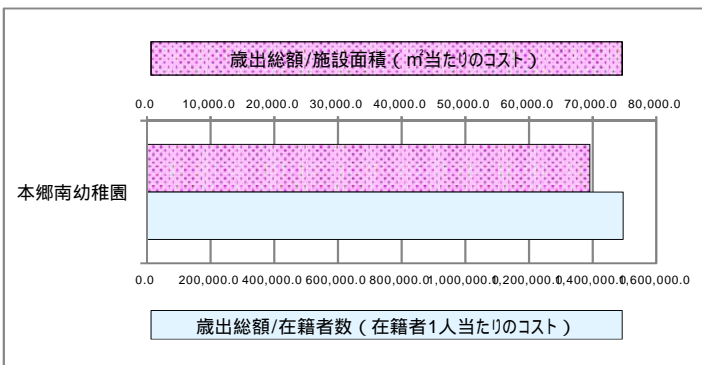 歳出総額/施設面積(㎡当たりのコスト)
0.0 10,000.0 20,000.0 30,000.0 40,000.0 50,000.0 60,000.0 70,000.0 80,000.0
本郷南幼稚園
0.0 200,000.0 400,000.0 600,000.0 800,000.0 1,000,000.0 1,200,000.0 1,400,000.0 1,600,000.0
歳出総額/在籍者数(在籍者1人当たりのコスト)